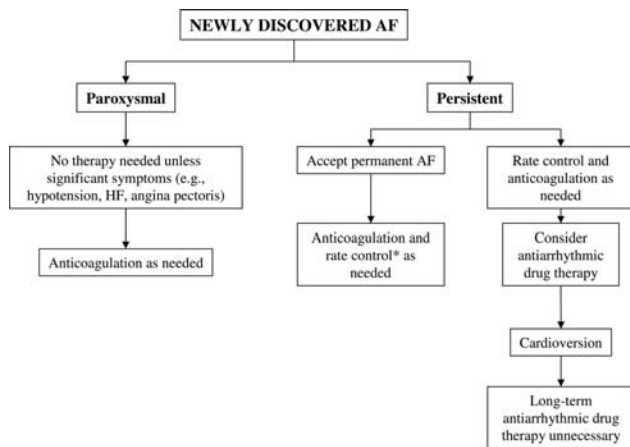 NEWLY DISCOVERED AF
Paroxysmal
Persistent
No therapy needed unless
significant symptoms (e.g.,
hypotension, HF, angina pectoris)
Anticoagulation as needed
Accept permanent AF
Anticoagulation and
rate control* as
needed
Rate control and
anticoagulation as
needed
Consider
antiarrhythmic
drug therapy
Cardioversion
Long-term
antiarrhythmic drug
therapy unnecessary